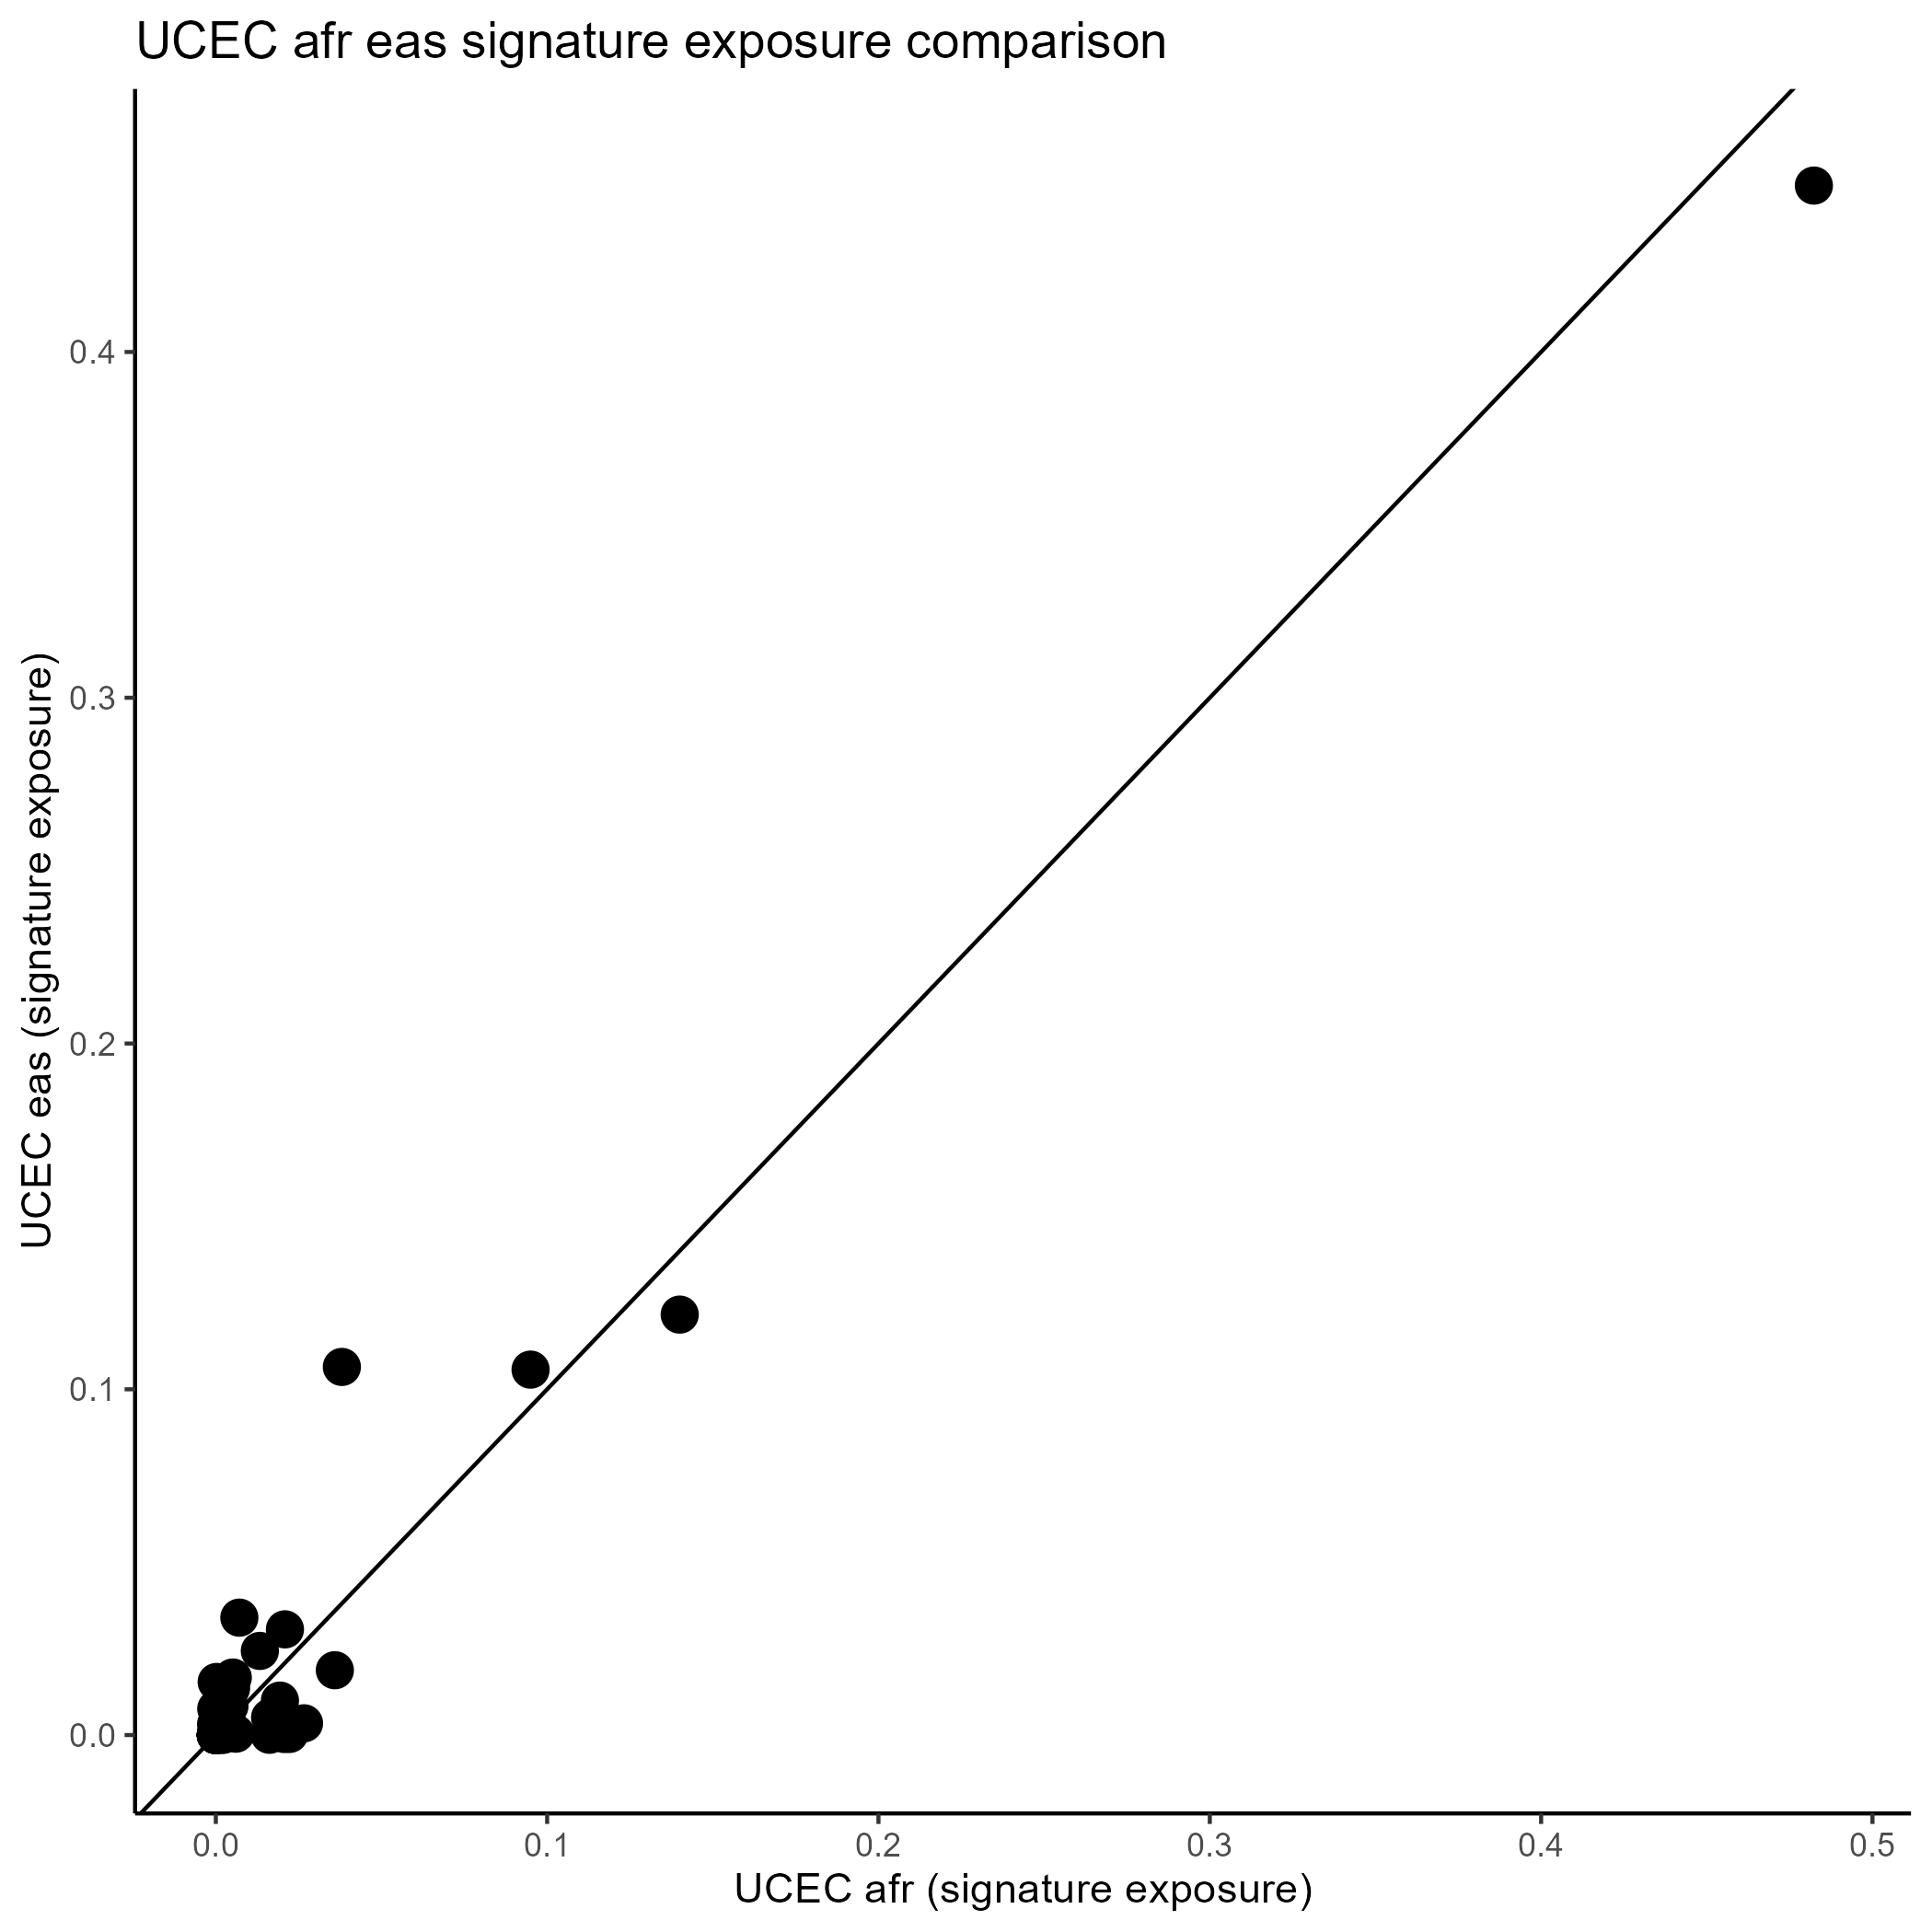 UCEC afr eas signature exposure comparison
UCEC eas (signature exposure)
0.4
0.3
0.2
0.1
0.0
0.0 0.1 0.2 0.3 0.4 0.5
UCEC afr (signature exposure)